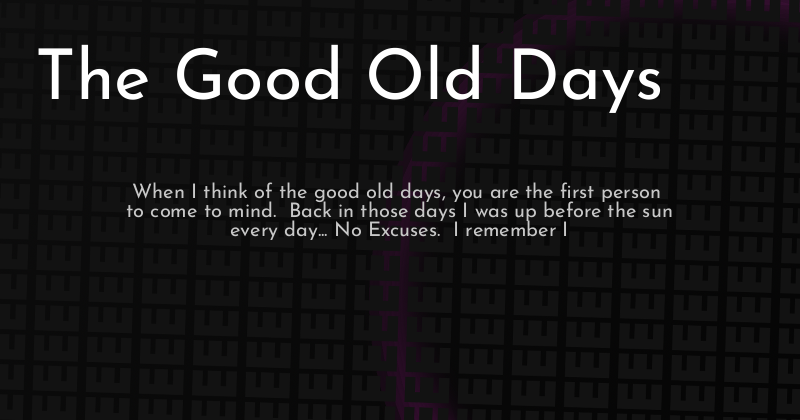 The Good Old Days
When I think of the good old days, you are the first person
to come to mind.  Back in those days I was up before the sun
every day... No Excuses.  I remember I